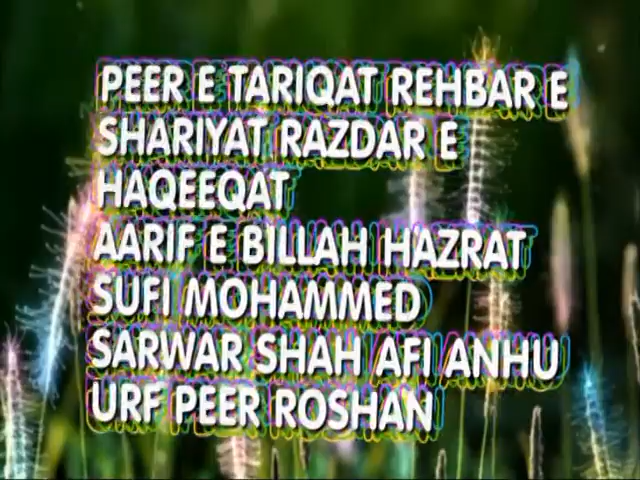 PEER E TARIQAT REHBAR E
SHARIYAT RAZDAR E
HAQEEQAT
AARIF E BILLAH HAZRAT
SUFI MOHAMMED
SARWAR SHAH AFI ANHU
URF PEER ROSHAN